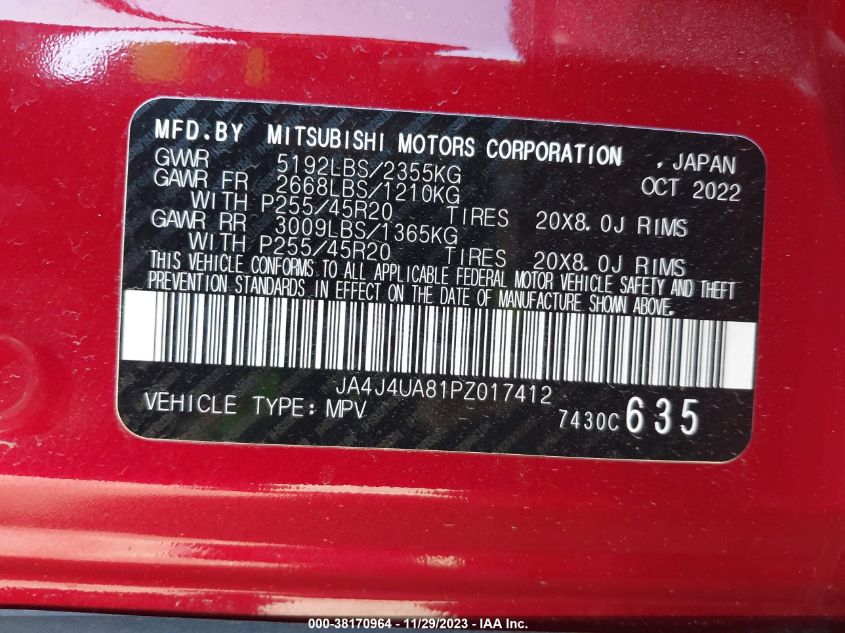 MFD.BY MITSUBISHI MOTORS CORPORATION , JAPAN
GVWR 5192LBS/2355KG OCT 2022
GAWR FR 2668LBS/1210KG
WITH P255/45R20 TIRES 20X8.0J RIMS
GAWR RR 3009LBS/1365KG
WITH P255/45R20 TIRES 20X8.0J RIMS
THIS VEHICLE CONFORMS TO ALL APPLICABLE FEDERAL MOTOR VEHICLE SAFETY AND THEFT
PREVENTION STANDARDS IN EFFECT ON THE DATE OF MANUFACTURE SHOWN ABOVE.
JA4J4UA81PZ017412
VEHICLE TYPE: MPV 7430C 635
000-38170964 - 11/29/2023 - IAA Inc.